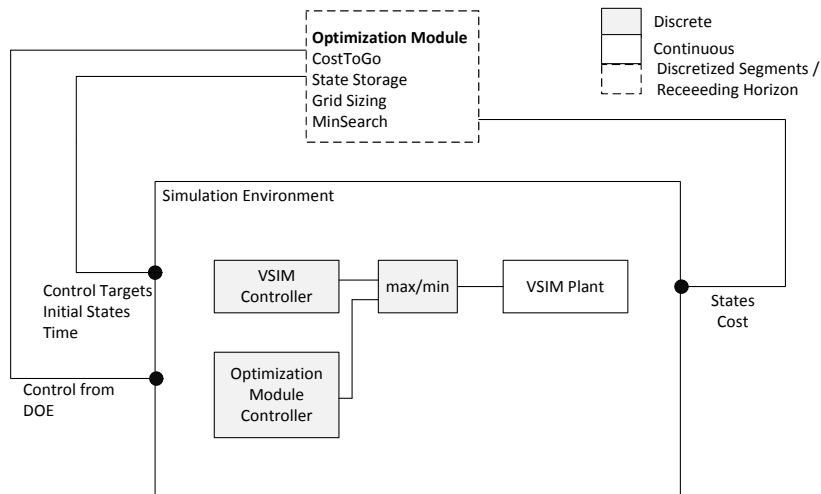 Optimization Module
CostToGo
State Storage
Grid Sizing
MinSearch
Discrete
Continuous
Discretized Segments /
Receeeding Horizon
Simulation Environment
VSIM
Controller
max/min
VSIM Plant
Control Targets
Initial States
Time
States
Cost
Optimization
Module
Controller
Control from
DOE